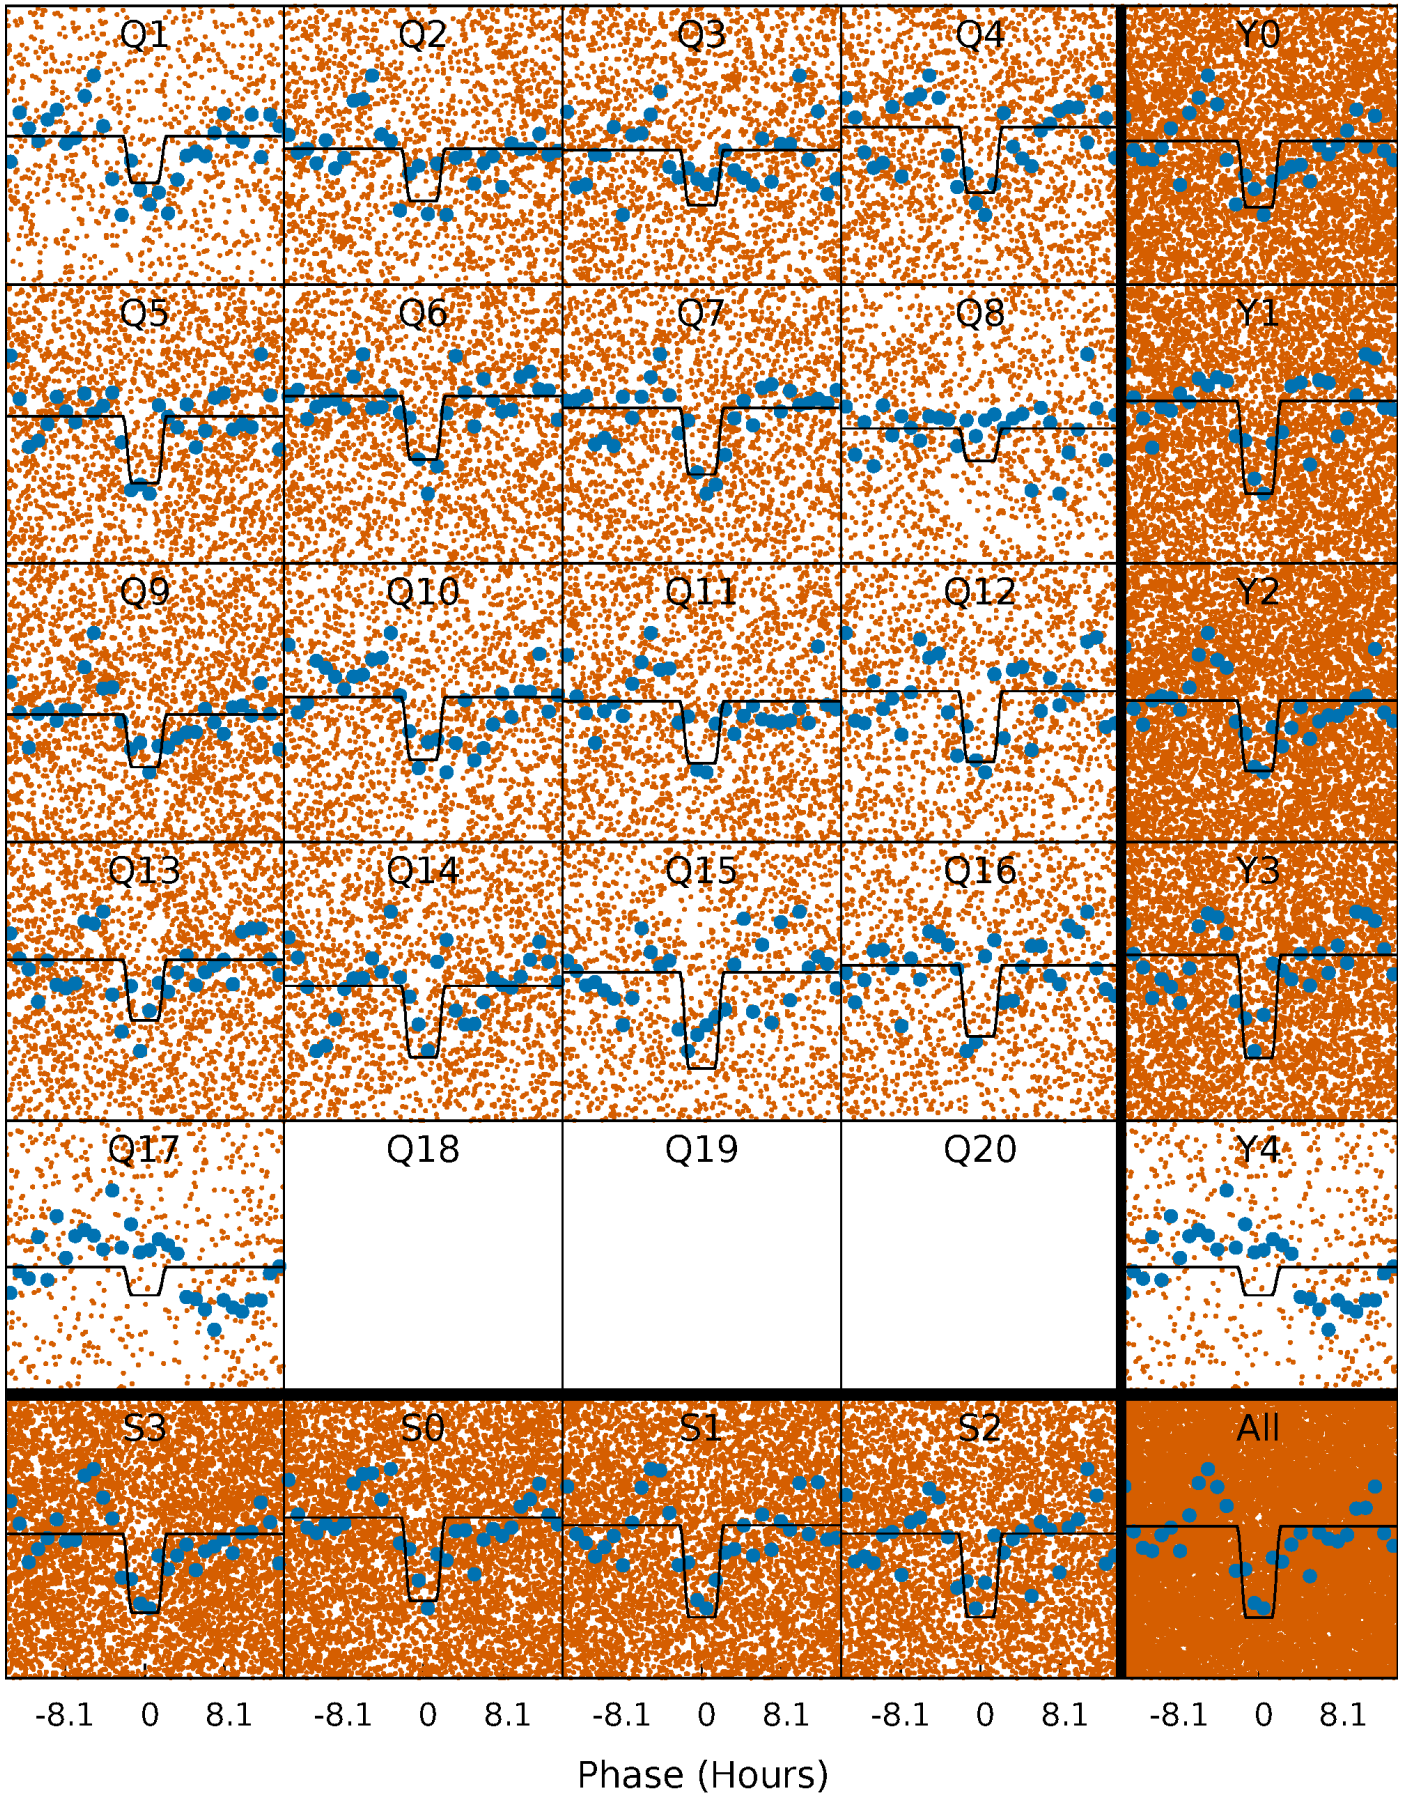 Q1 Q2 Q3 Q4 Y0
Q5 Q6 Q7 Q8 Y1
Q9 Q10 Q11 Q12 Y2
Q13 Q14 Q15 Q16 Y3
Q17 Q18 Q19 Q20 Y4
S3 S0 S1 S2 All
-8.1 0 8.1 -8.1 0 8.1 -8.1 0 8.1 -8.1 0 8.1 -8.1 0 8.1
Phase (Hours)